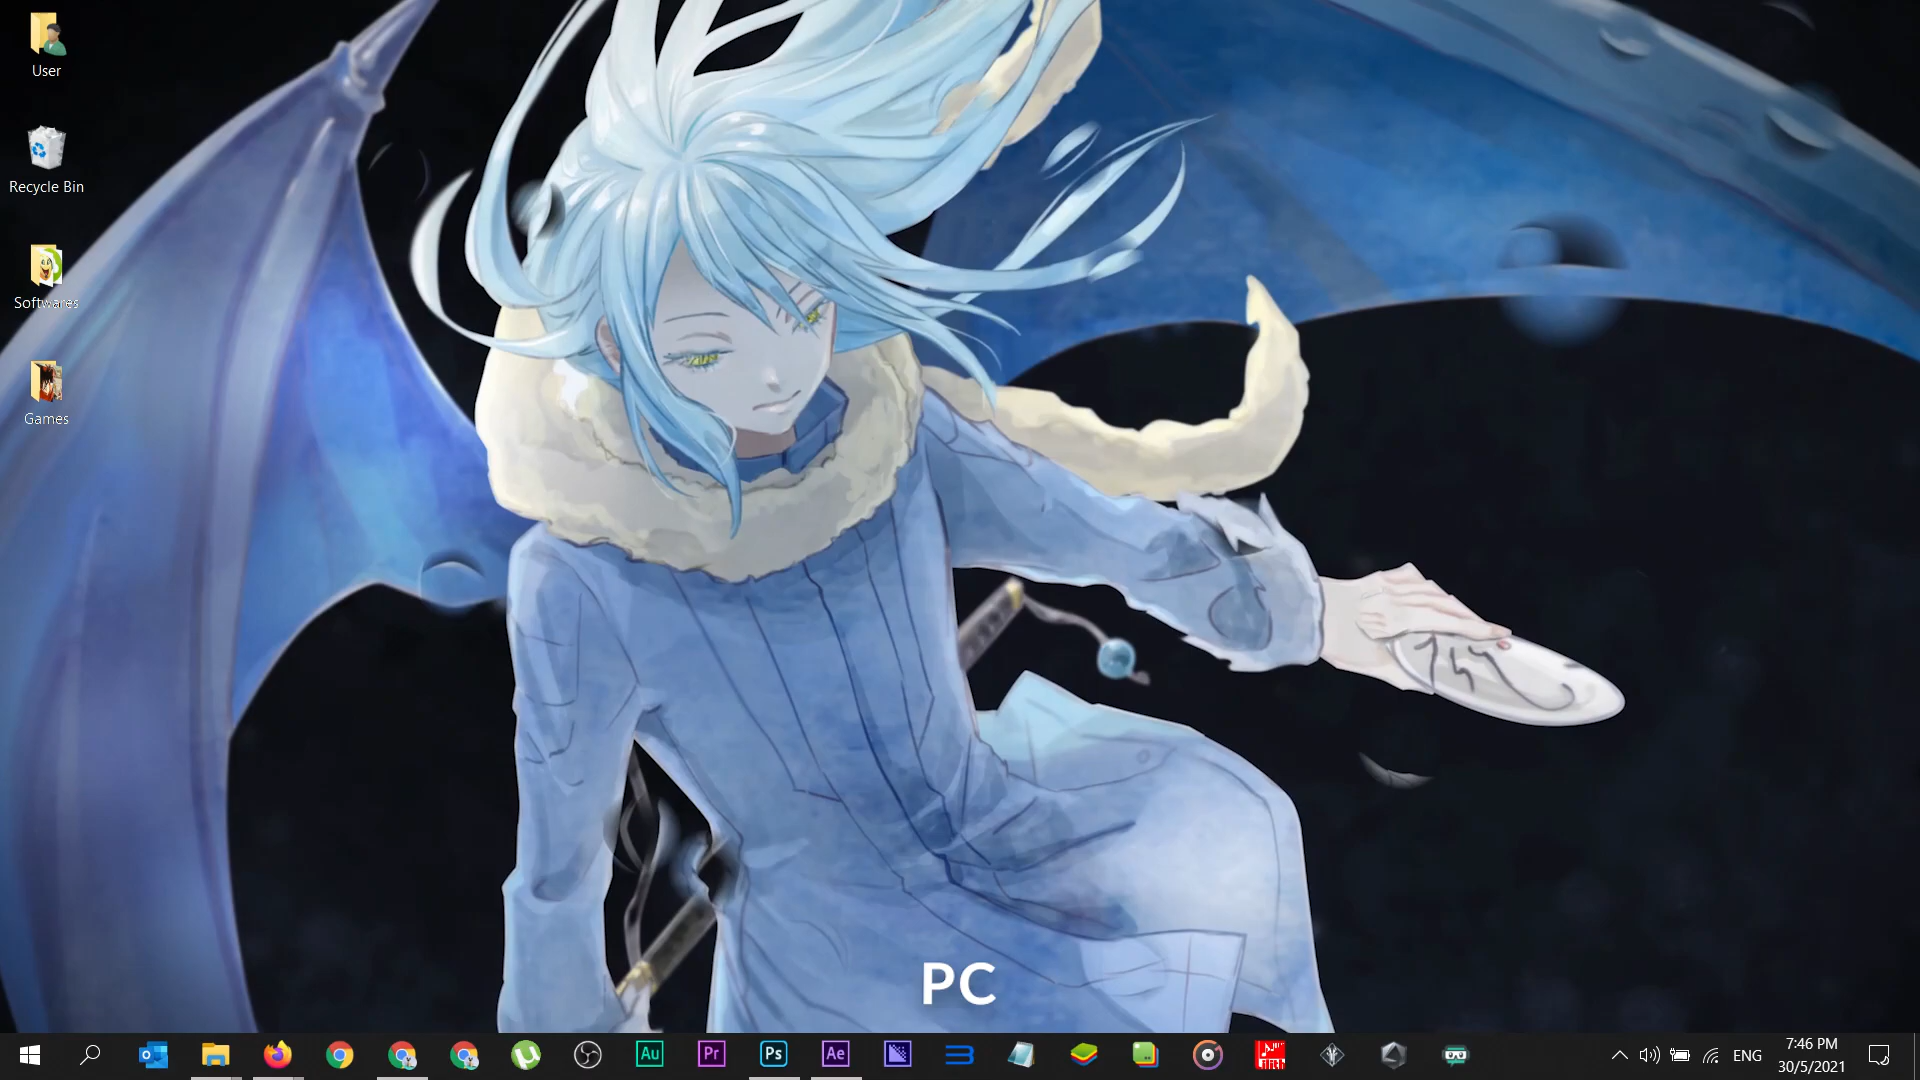 User
Recycle Bin
Softwares
Games
PC
Au
Pr
Ps
Ae
ENG
7:46 PM
30/5/2021